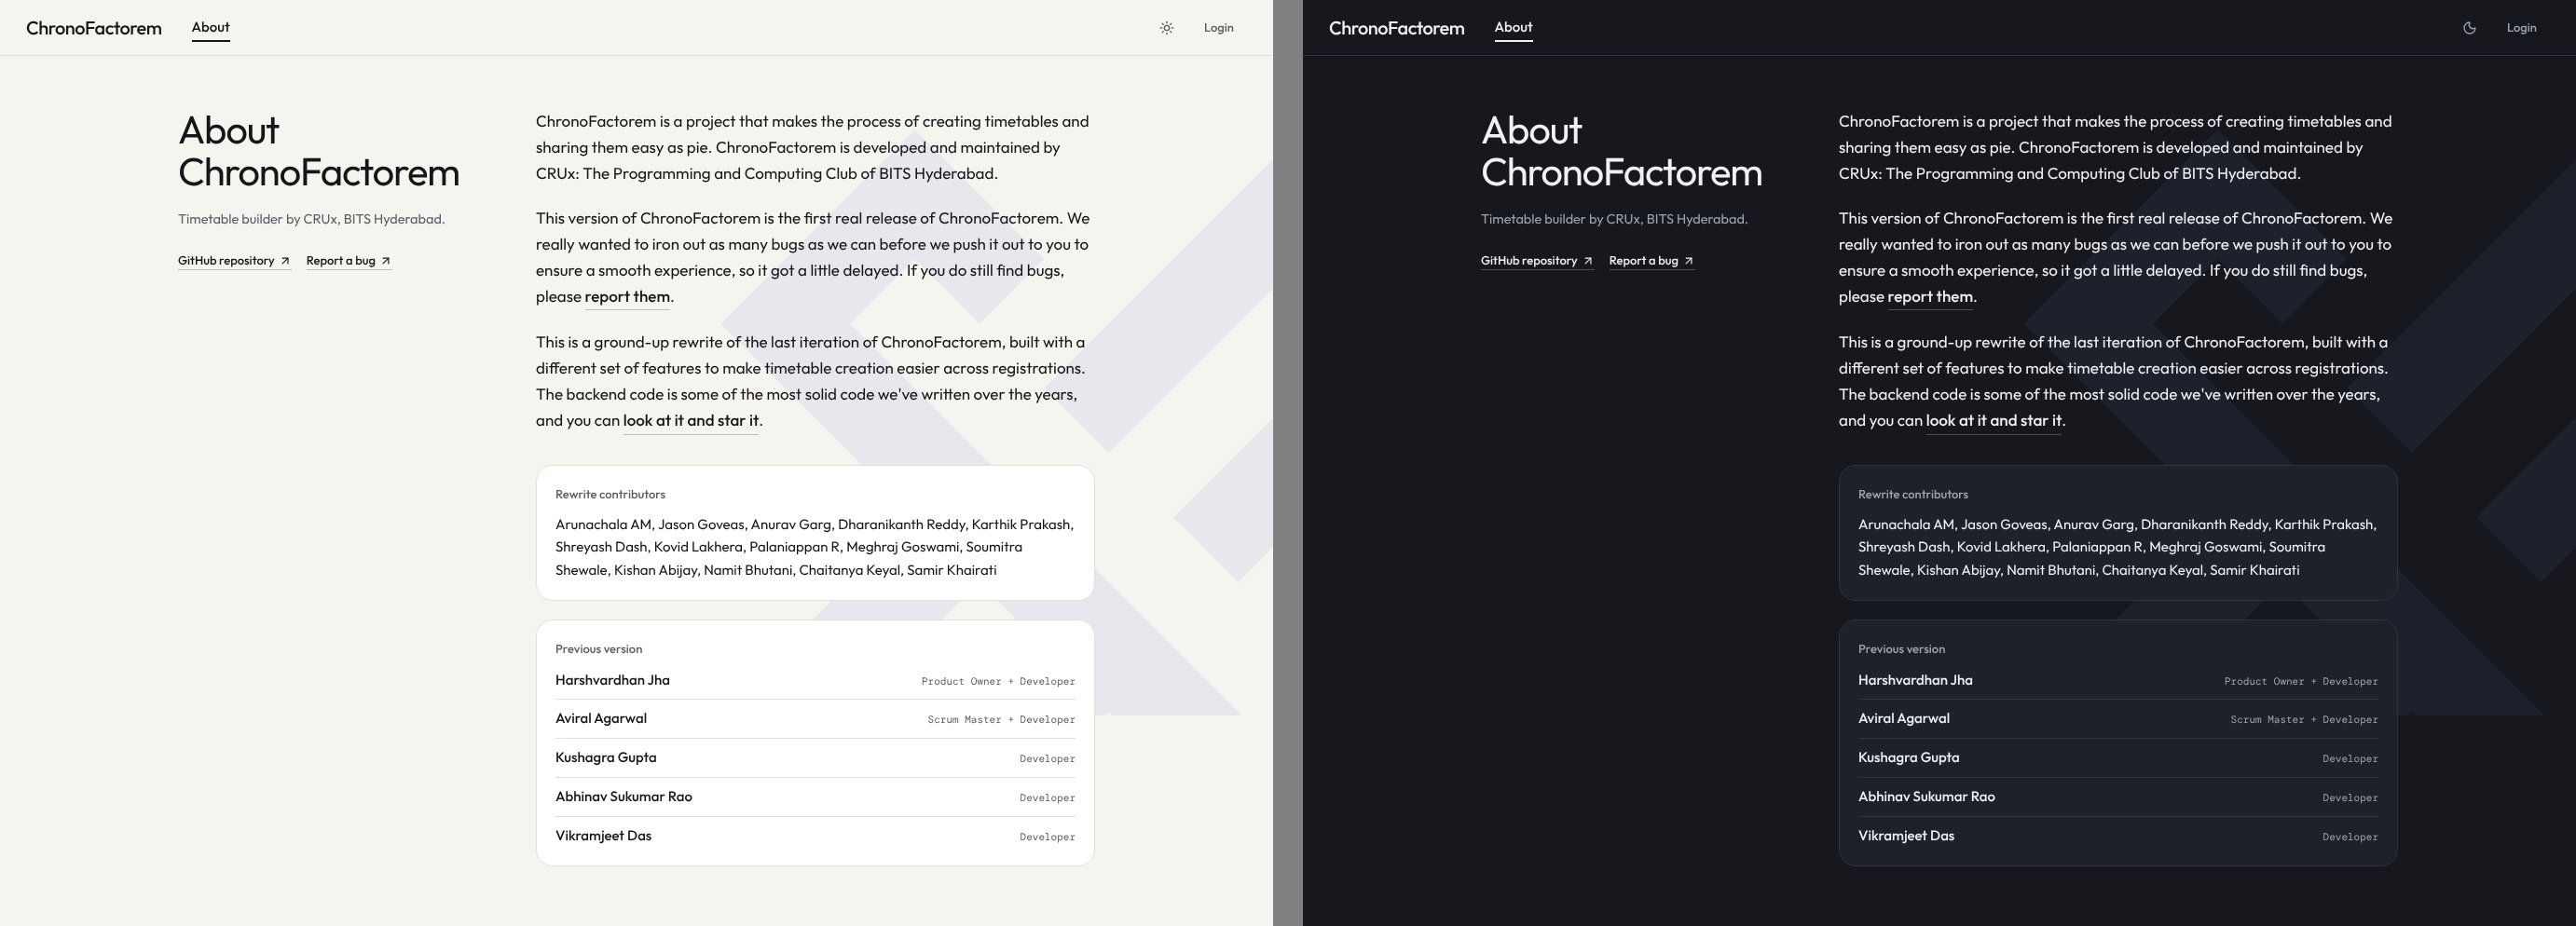 ChronoFactorem About Login
About
ChronoFactorem
Timetable builder by CRUx, BITS Hyderabad.
GitHub repository Report a bug
ChronoFactorem is a project that makes the process of creating timetables and
sharing them easy as pie. ChronoFactorem is developed and maintained by
CRUx: The Programming and Computing Club of BITS Hyderabad.
This version of ChronoFactorem is the first real release of ChronoFactorem. We
really wanted to iron out as many bugs as we can before we push it out to you to
ensure a smooth experience, so it got a little delayed. If you do still find bugs,
please report them.
This is a ground-up rewrite of the last iteration of ChronoFactorem, built with a
different set of features to make timetable creation easier across registrations.
The backend code is some of the most solid code we've written over the years,
and you can look at it and star it.
Rewrite contributors
Arunachala AM, Jason Goveas, Anurav Garg, Dharanikanth Reddy, Karthik Prakash,
Shreyash Dash, Kovid Lakhera, Palaniappan R, Meghraj Goswami, Soumitra
Shewale, Kishan Abijay, Namit Bhutani, Chaitanya Keyal, Samir Khairati
Previous version
Harshvardhan Jha Product Owner + Developer
Aviral Agarwal Scrum Master + Developer
Kushagra Gupta Developer
Abhinav Sukumar Rao Developer
Vikramjeet Das Developer
ChronoFactorem About Login
About
ChronoFactorem
Timetable builder by CRUx, BITS Hyderabad.
GitHub repository Report a bug
ChronoFactorem is a project that makes the process of creating timetables and
sharing them easy as pie. ChronoFactorem is developed and maintained by
CRUx: The Programming and Computing Club of BITS Hyderabad.
This version of ChronoFactorem is the first real release of ChronoFactorem. We
really wanted to iron out as many bugs as we can before we push it out to you to
ensure a smooth experience, so it got a little delayed. If you do still find bugs,
please report them.
This is a ground-up rewrite of the last iteration of ChronoFactorem, built with a
different set of features to make timetable creation easier across registrations.
The backend code is some of the most solid code we've written over the years,
and you can look at it and star it.
Rewrite contributors
Arunachala AM, Jason Goveas, Anurav Garg, Dharanikanth Reddy, Karthik Prakash,
Shreyash Dash, Kovid Lakhera, Palaniappan R, Meghraj Goswami, Soumitra
Shewale, Kishan Abijay, Namit Bhutani, Chaitanya Keyal, Samir Khairati
Previous version
Harshvardhan Jha Product Owner + Developer
Aviral Agarwal Scrum Master + Developer
Kushagra Gupta Developer
Abhinav Sukumar Rao Developer
Vikramjeet Das Developer